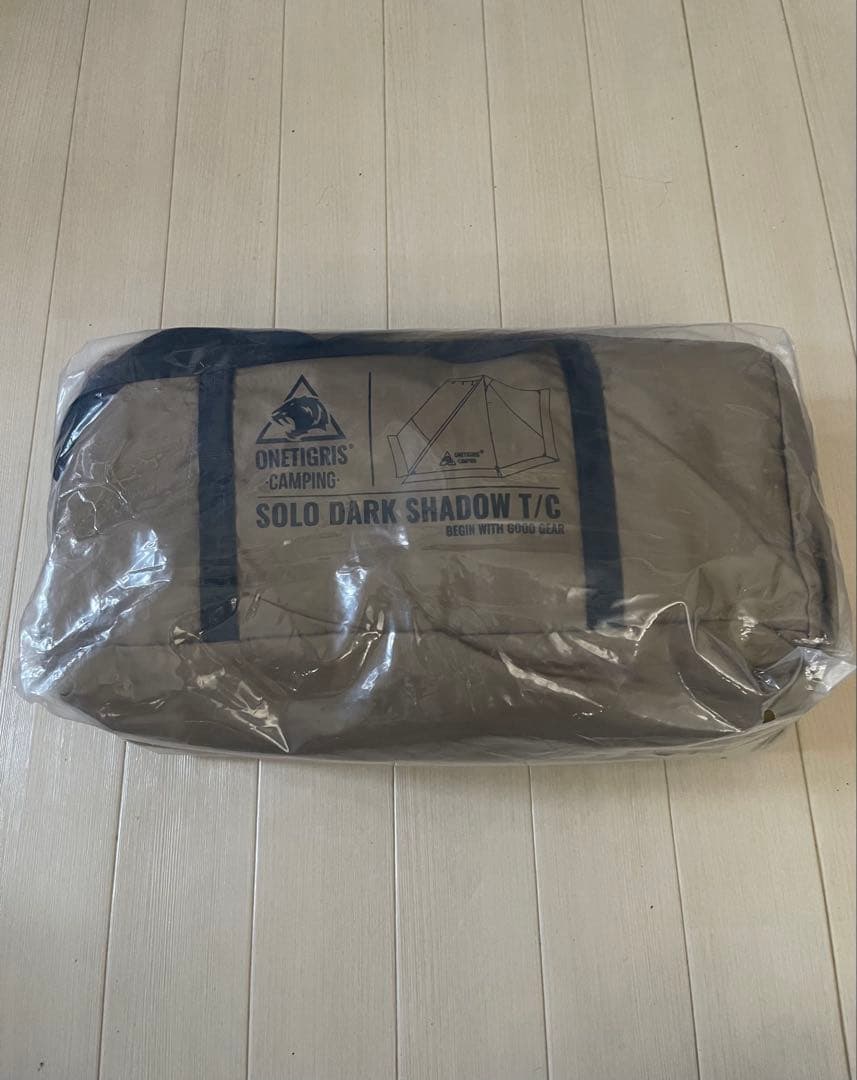 ONETIGRIS®
·CAMPING·
ONETIGRIS®
CAMPING
SOLO DARK SHADOW T/C
BEGIN WITH GOOD GEAR